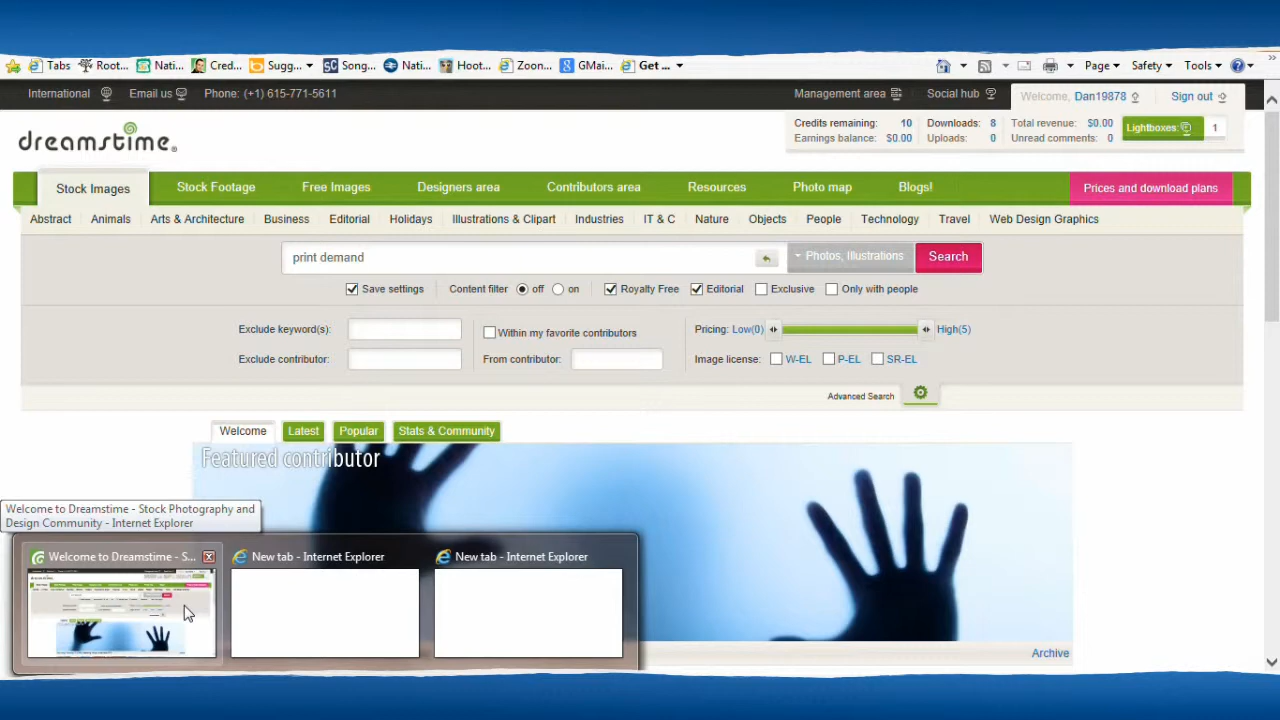 Tabs Root... Nati... Cred... Sugg... Song... Nati... Hoot... Zoon... GMai... Get ... Page Safety Tools
International Email us Phone: (+1) 615-771-5611 Management area Social hub Welcome, Dan19878 Sign out
Credits remaining: 10 Downloads: 8 Total revenue: $0.00 Lightboxes: 1
Earnings balance: $0.00 Uploads: 0 Unread comments: 0
dreamstime®
Stock Images Stock Footage Free Images Designers area Contributors area Resources Photo map Blogs! Prices and download plans
Abstract Animals Arts & Architecture Business Editorial Holidays Illustrations & Clipart Industries IT & C Nature Objects People Technology Travel Web Design Graphics
print demand Photos, Illustrations Search
Save settings Content filter off on Royalty Free Editorial Exclusive Only with people
Exclude keyword(s): Within my favorite contributors Pricing: Low(0) High(5)
Exclude contributor: From contributor: Image license: W-EL P-EL SR-EL
Advanced Search
Welcome Latest Popular Stats & Community
Featured contributor
Welcome to Dreamstime - Stock Photography and
Design Community - Internet Explorer
Welcome to Dreamstime - S... New tab - Internet Explorer New tab - Internet Explorer
Archive